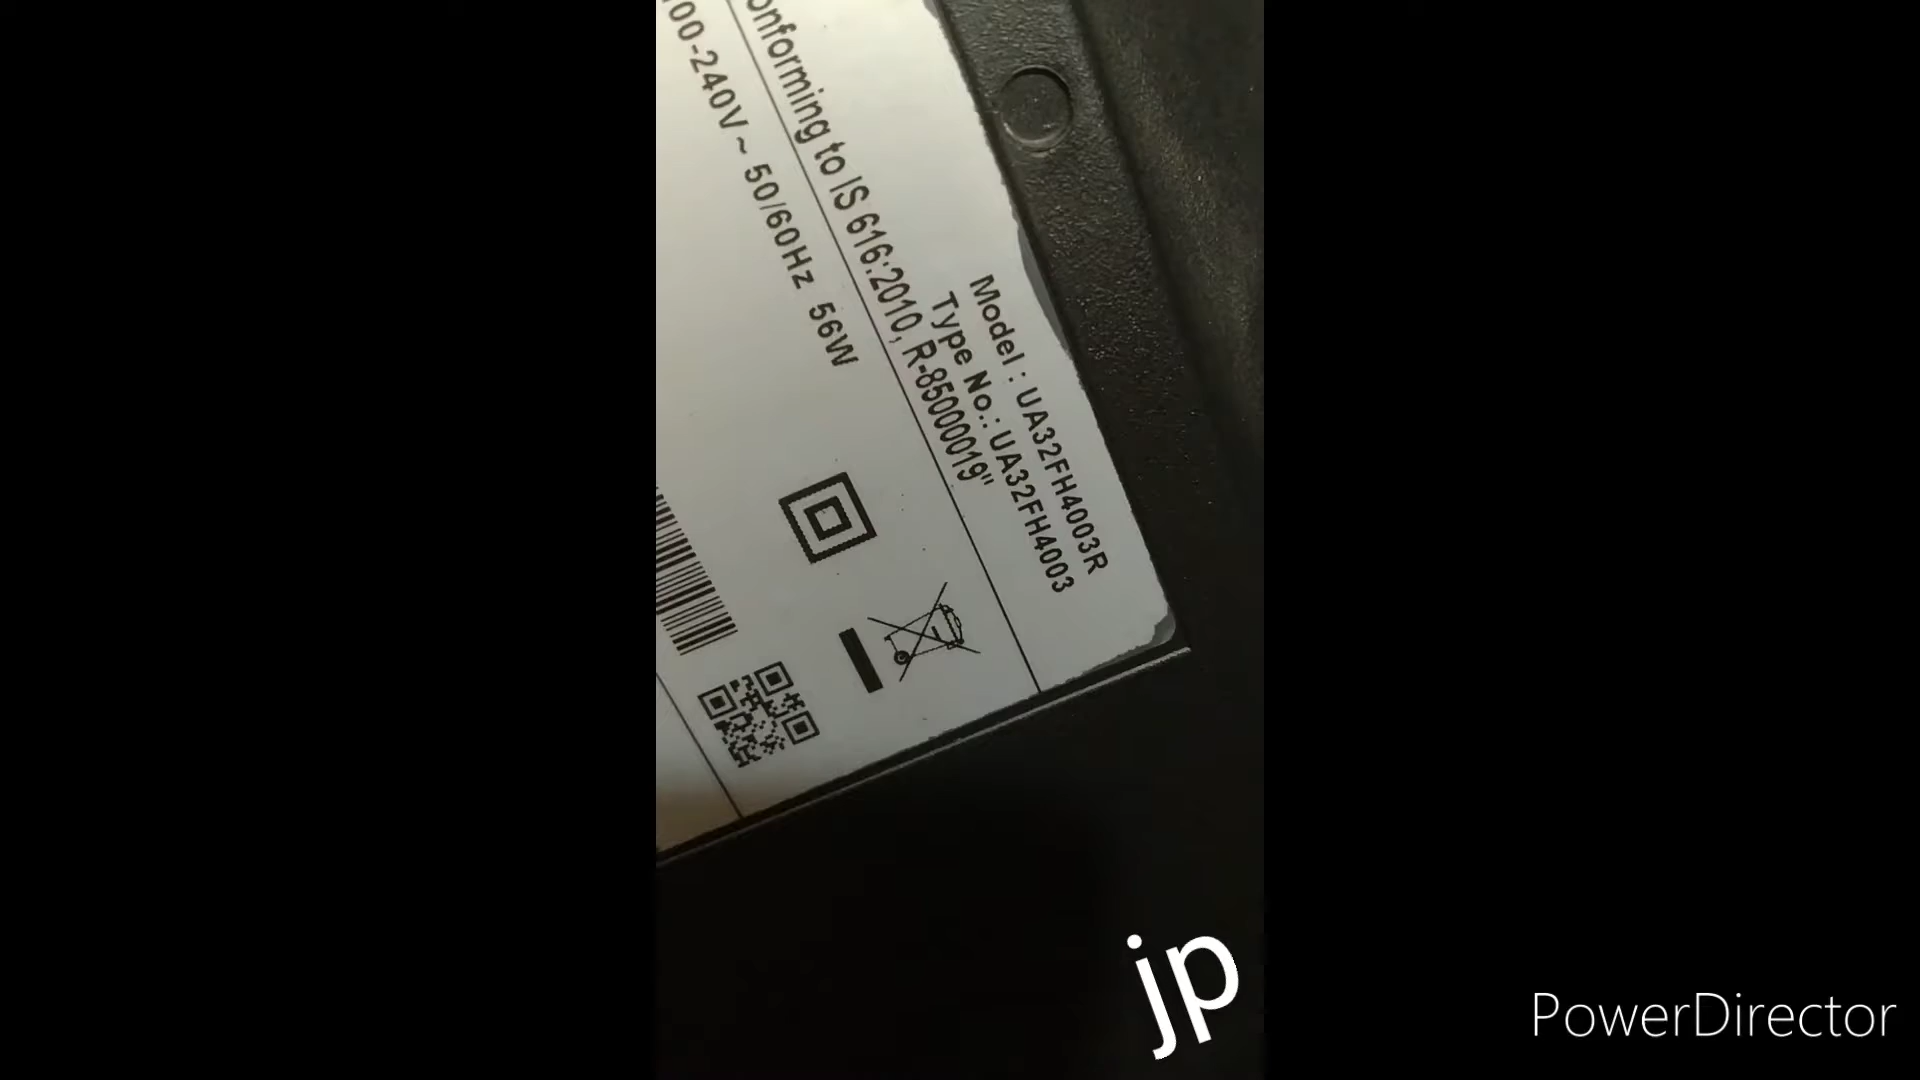 Model : UA32FH4003R
Type No.: UA32FH4003
onforming to IS 616:2010, R-85000019"
00-240V ~ 50/60Hz 56W
jp
PowerDirector